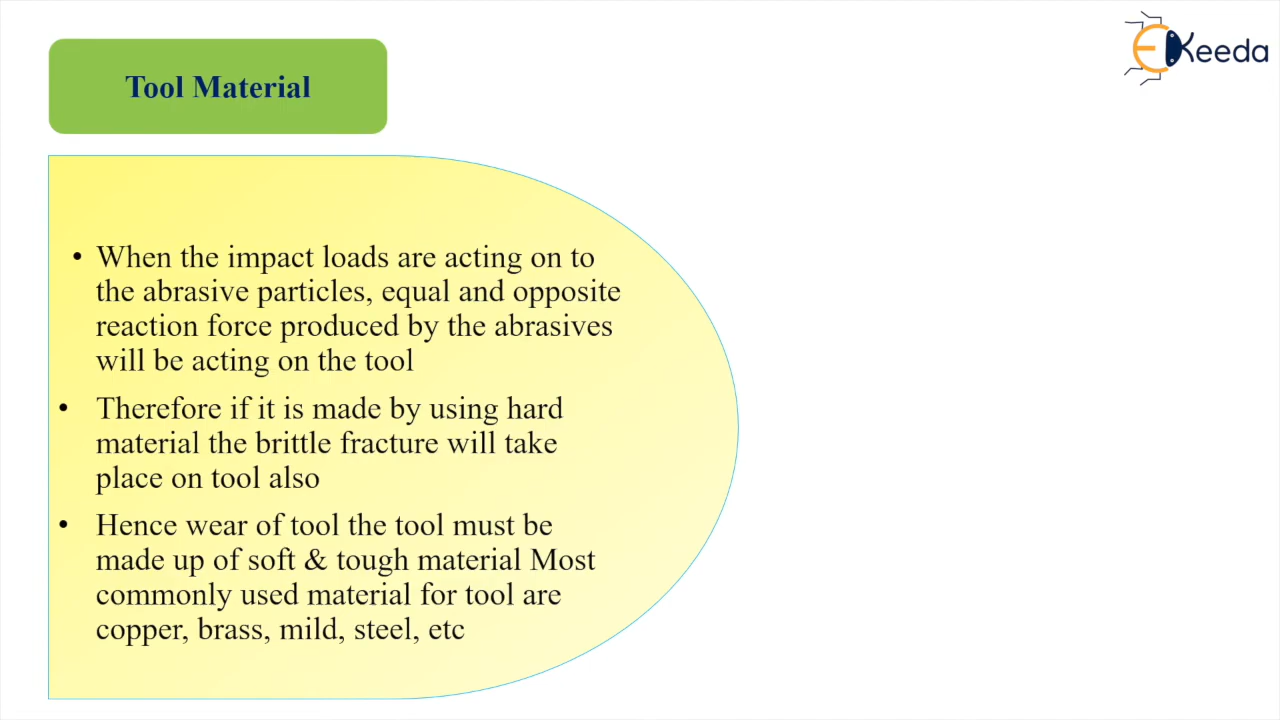 Tool Material
EKeeda
• When the impact loads are acting on to
the abrasive particles, equal and opposite
reaction force produced by the abrasives
will be acting on the tool
• Therefore if it is made by using hard
material the brittle fracture will take
place on tool also
• Hence wear of tool the tool must be
made up of soft & tough material Most
commonly used material for tool are
copper, brass, mild, steel, etc